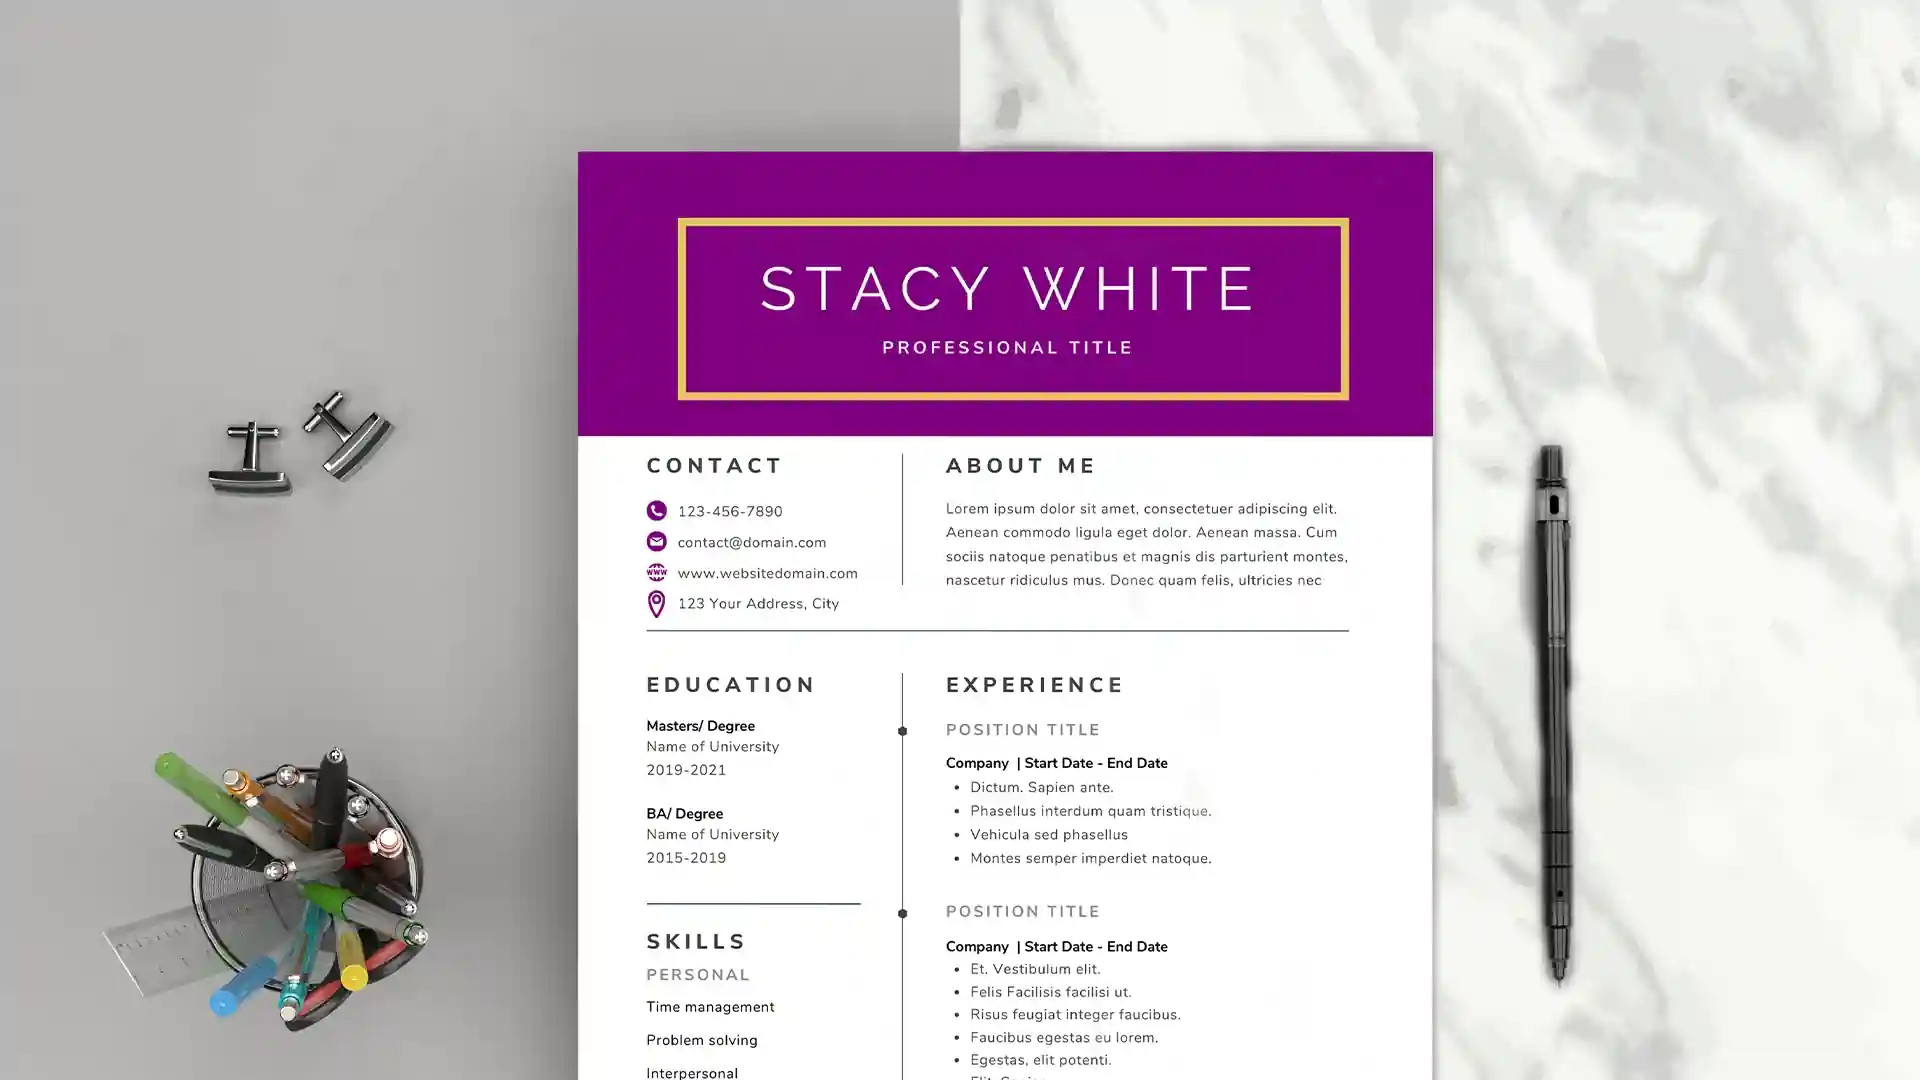 STACY WHITE
PROFESSIONAL TITLE
CONTACT
123-456-7890
contact@domain.com
www.websitedomain.com
123 Your Address, City
ABOUT ME
Lorem ipsum dolor sit amet, consectetuer adipiscing elit.
Aenean commodo ligula eget dolor. Aenean massa. Cum
sociis natoque penatibus et magnis dis parturient montes,
nascetur ridiculus mus. Donec quam felis, ultricies nec
EDUCATION
Masters/ Degree
Name of University
2019-2021
BA/ Degree
Name of University
2015-2019
SKILLS
PERSONAL
Time management
Problem solving
Interpersonal
EXPERIENCE
POSITION TITLE
Company | Start Date - End Date
• Dictum. Sapien ante.
• Phasellus interdum quam tristique.
• Vehicula sed phasellus
• Montes semper imperdiet natoque.
POSITION TITLE
Company | Start Date - End Date
• Et. Vestibulum elit.
• Felis Facilisis facilisi ut.
• Risus feugiat integer faucibus.
• Faucibus egestas eu lorem.
• Egestas, elit potenti.